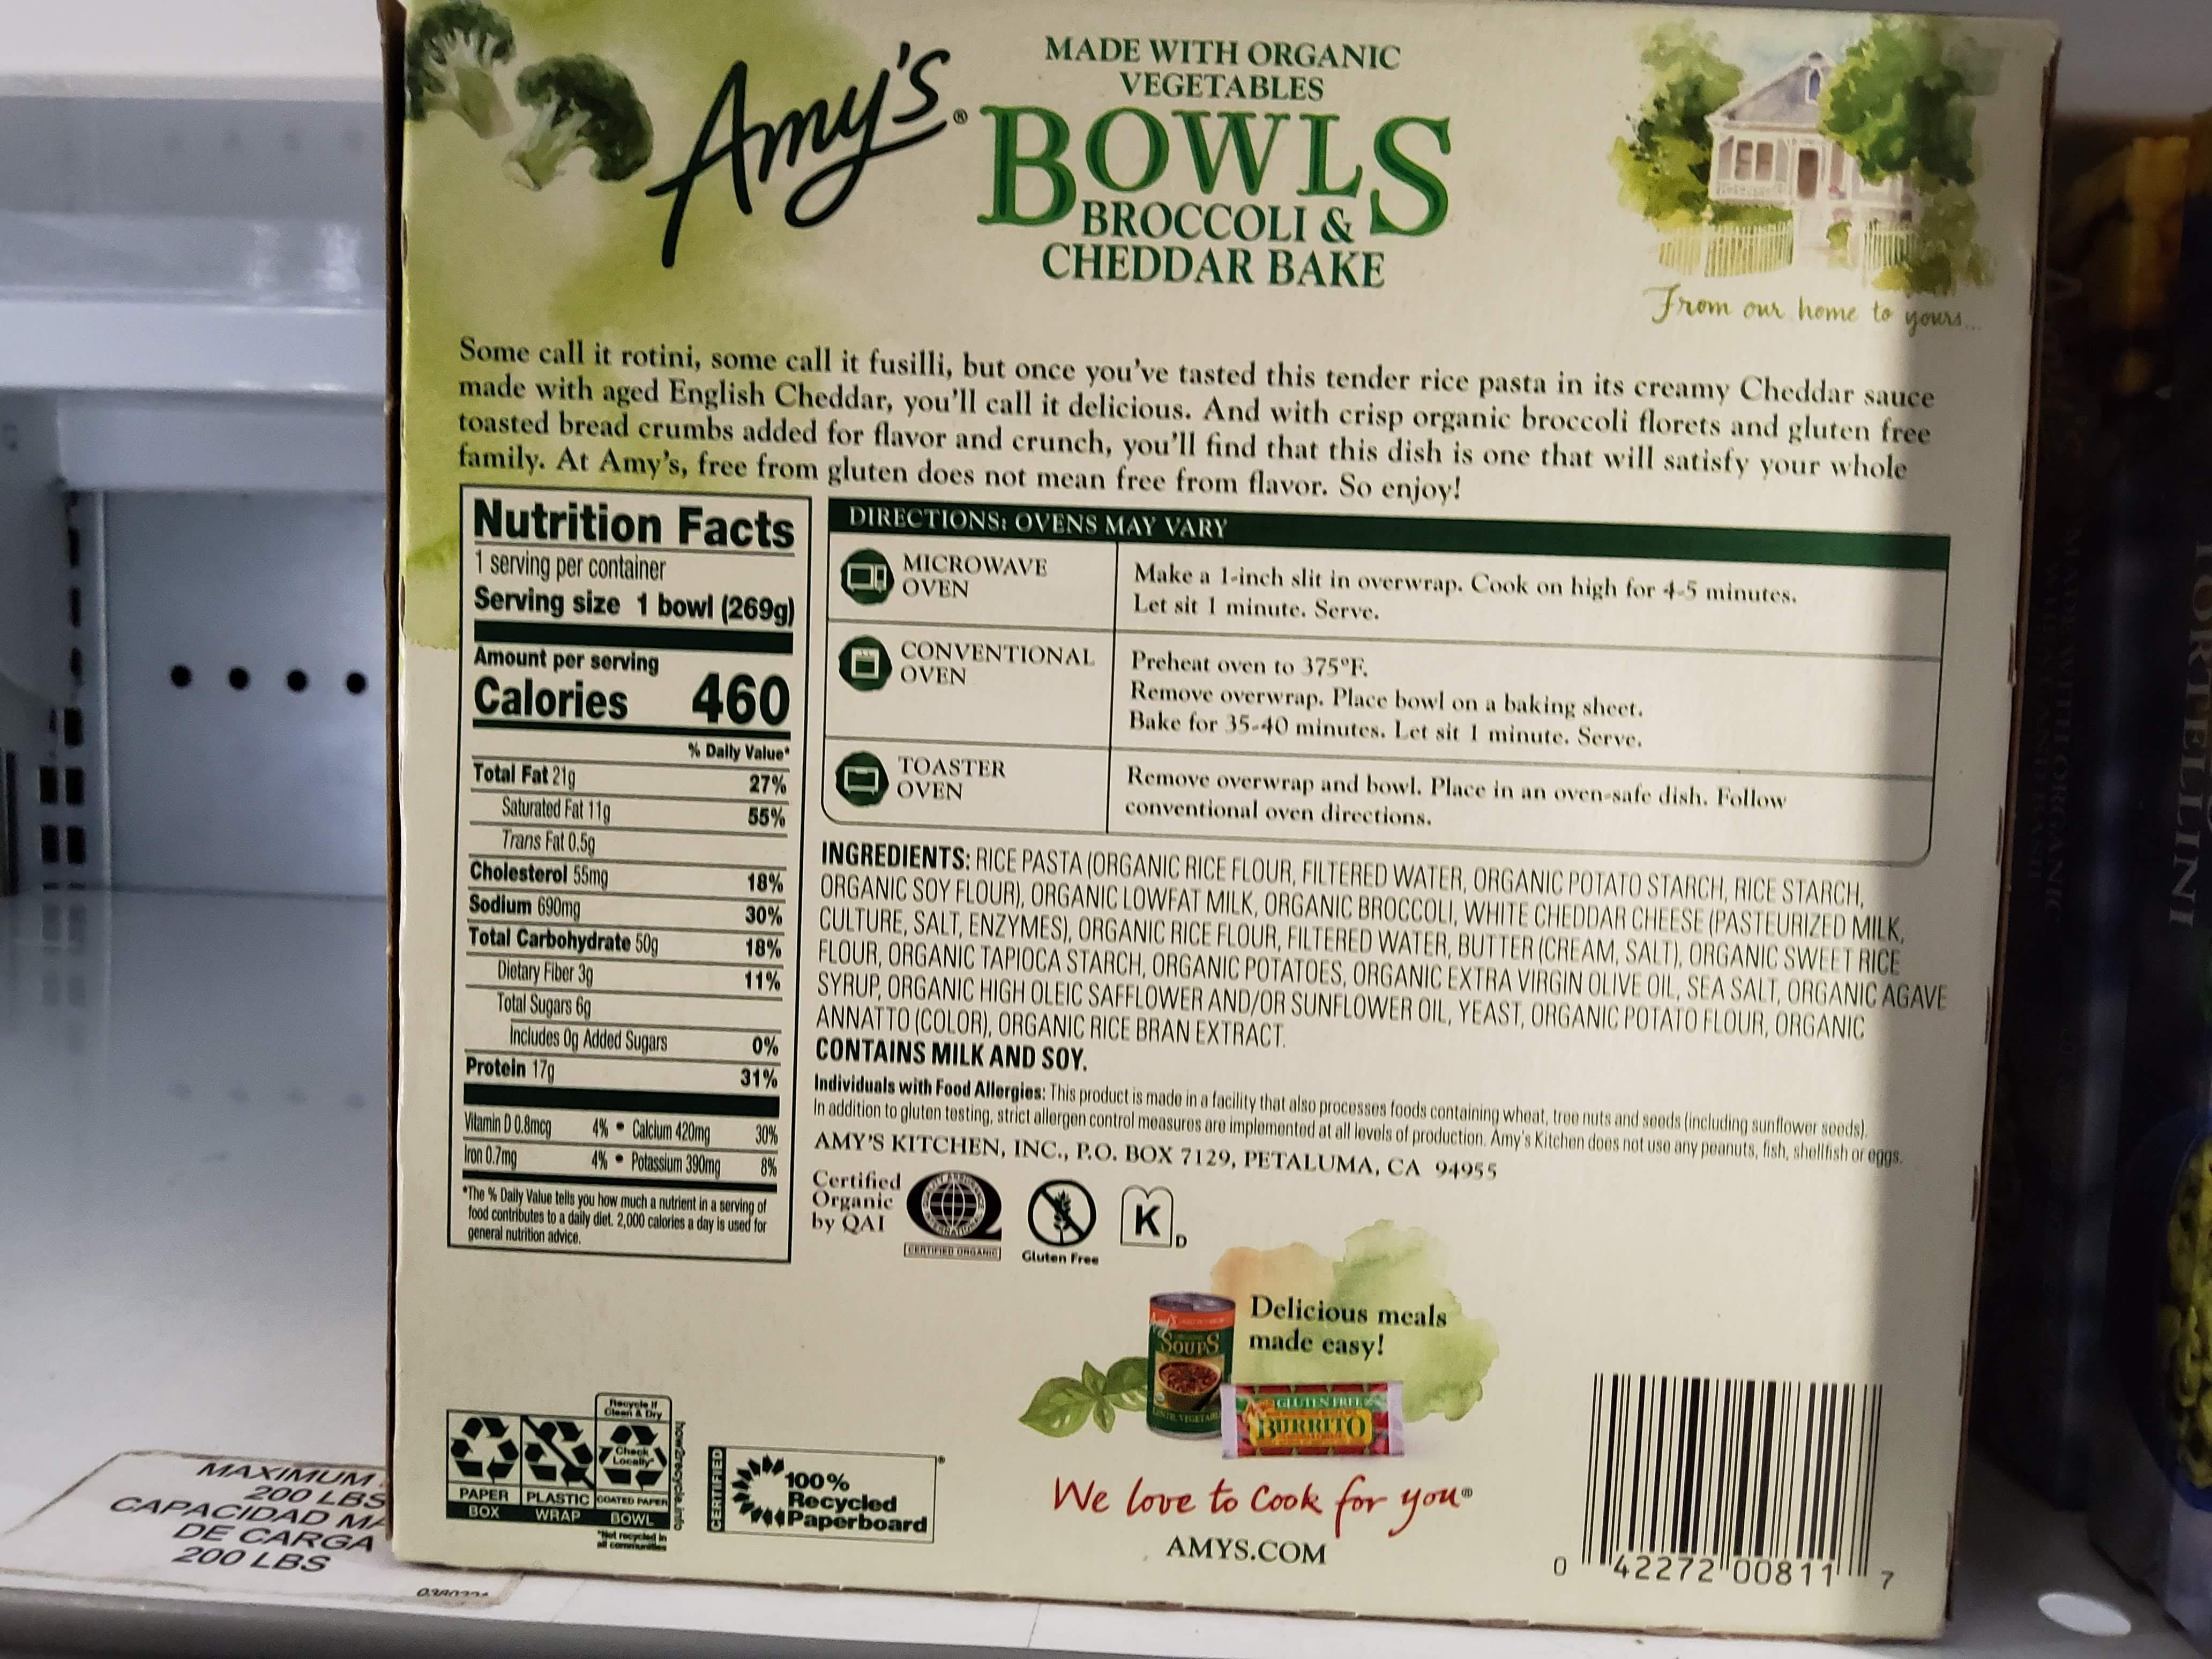 Amy's®
MADE WITH ORGANIC
VEGETABLES
BOWLS
BROCCOLI &
CHEDDAR BAKE
From our home to yours...
Some call it rotini, some call it fusilli, but once you've tasted this tender rice pasta in its creamy Cheddar sauce
made with aged English Cheddar, you'll call it delicious. And with crisp organic broccoli florets and gluten free
toasted bread crumbs added for flavor and crunch, you'll find that this dish is one that will satisfy your whole
family. At Amy's, free from gluten does not mean free from flavor. So enjoy!
Nutrition Facts
1 serving per container
Serving size 1 bowl (269g)
Amount per serving
Calories 460
% Daily Value*
Total Fat 21g 27%
Saturated Fat 11g 55%
Trans Fat 0.5g
Cholesterol 55mg 18%
Sodium 690mg 30%
Total Carbohydrate 50g 18%
Dietary Fiber 3g 11%
Total Sugars 6g
Includes 0g Added Sugars 0%
Protein 17g 31%
Vitamin D 0.8mcg 4% • Calcium 420mg 30%
Iron 0.7mg 4% • Potassium 390mg 8%
*The % Daily Value tells you how much a nutrient in a serving of
food contributes to a daily diet. 2,000 calories a day is used for
general nutrition advice.
DIRECTIONS: OVENS MAY VARY
MICROWAVE
OVEN
Make a 1-inch slit in overwrap. Cook on high for 4-5 minutes.
Let sit 1 minute. Serve.
CONVENTIONAL
OVEN
Preheat oven to 375°F.
Remove overwrap. Place bowl on a baking sheet.
Bake for 35-40 minutes. Let sit 1 minute. Serve.
TOASTER
OVEN
Remove overwrap and bowl. Place in an oven-safe dish. Follow
conventional oven directions.
INGREDIENTS: RICE PASTA (ORGANIC RICE FLOUR, FILTERED WATER, ORGANIC POTATO STARCH, RICE STARCH,
ORGANIC SOY FLOUR), ORGANIC LOWFAT MILK, ORGANIC BROCCOLI, WHITE CHEDDAR CHEESE (PASTEURIZED MILK,
CULTURE, SALT, ENZYMES), ORGANIC RICE FLOUR, FILTERED WATER, BUTTER (CREAM, SALT), ORGANIC SWEET RICE
FLOUR, ORGANIC TAPIOCA STARCH, ORGANIC POTATOES, ORGANIC EXTRA VIRGIN OLIVE OIL, SEA SALT, ORGANIC AGAVE
SYRUP, ORGANIC HIGH OLEIC SAFFLOWER AND/OR SUNFLOWER OIL, YEAST, ORGANIC POTATO FLOUR, ORGANIC
ANNATTO (COLOR), ORGANIC RICE BRAN EXTRACT.
CONTAINS MILK AND SOY.
Individuals with Food Allergies: This product is made in a facility that also processes foods containing wheat, tree nuts and seeds (including sunflower seeds).
In addition to gluten testing, strict allergen control measures are implemented at all levels of production. Amy's Kitchen does not use any peanuts, fish, shellfish or eggs.
AMY'S KITCHEN, INC., P.O. BOX 7129, PETALUMA, CA 94955
Certified
Organic
by QAI
QUALITY ASSURANCE
INTERNATIONAL
CERTIFIED ORGANIC
Gluten Free
K
D
Delicious meals
made easy!
Amy's
SOUPS
GLUTEN FREE
BURRITO
We love to Cook for you®
AMYS.COM
Recycle If
Clean & Dry
Check
Locally*
PAPER
BOX
PLASTIC
WRAP
COATED PAPER
BOWL
*Not recycled in
all communities
how2recycle.info
CERTIFIED
100%
Recycled
Paperboard
®
0 42272 00811 7
MAXIMUM
200 LBS
CAPACIDAD MA
DE CARGA
200 LBS
TORTELLINI